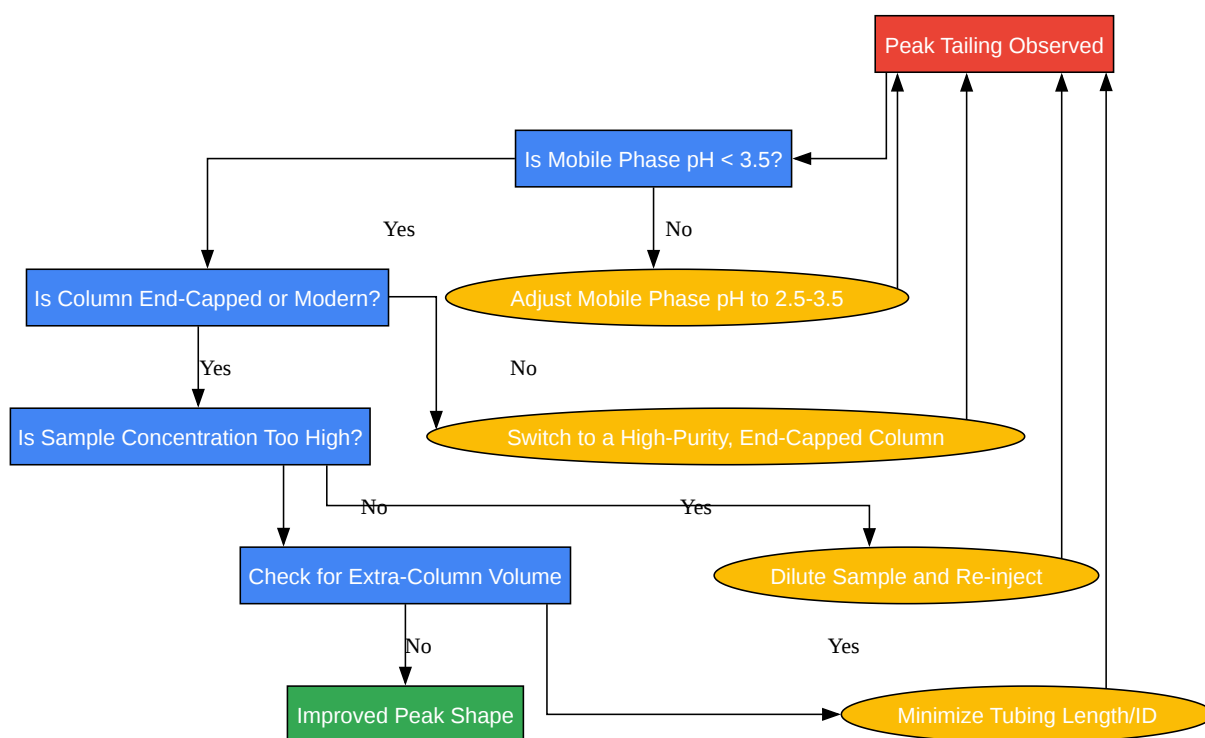 Peak Tailing Observed
Is Mobile Phase pH < 3.5?
Yes
No
Is Column End-Capped or Modern?
Adjust Mobile Phase pH to 2.5-3.5
Yes
No
Is Sample Concentration Too High?
Switch to a High-Purity, End-Capped Column
No
Yes
Check for Extra-Column Volume
Dilute Sample and Re-inject
No
Yes
Improved Peak Shape
Minimize Tubing Length/ID